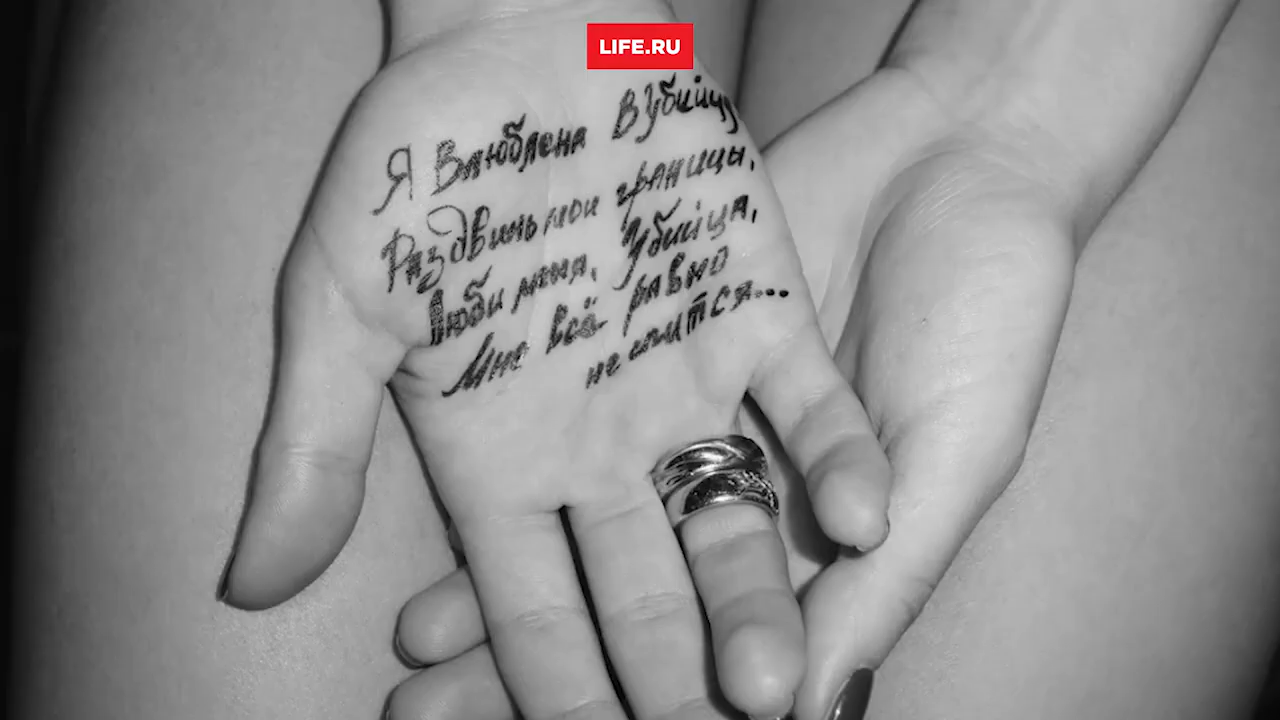 LIFE.RU
Я Влюблена В Убийцу
Раздвинь мои границы,
Люби меня, Убийца,
Мне всё равно
не спится...